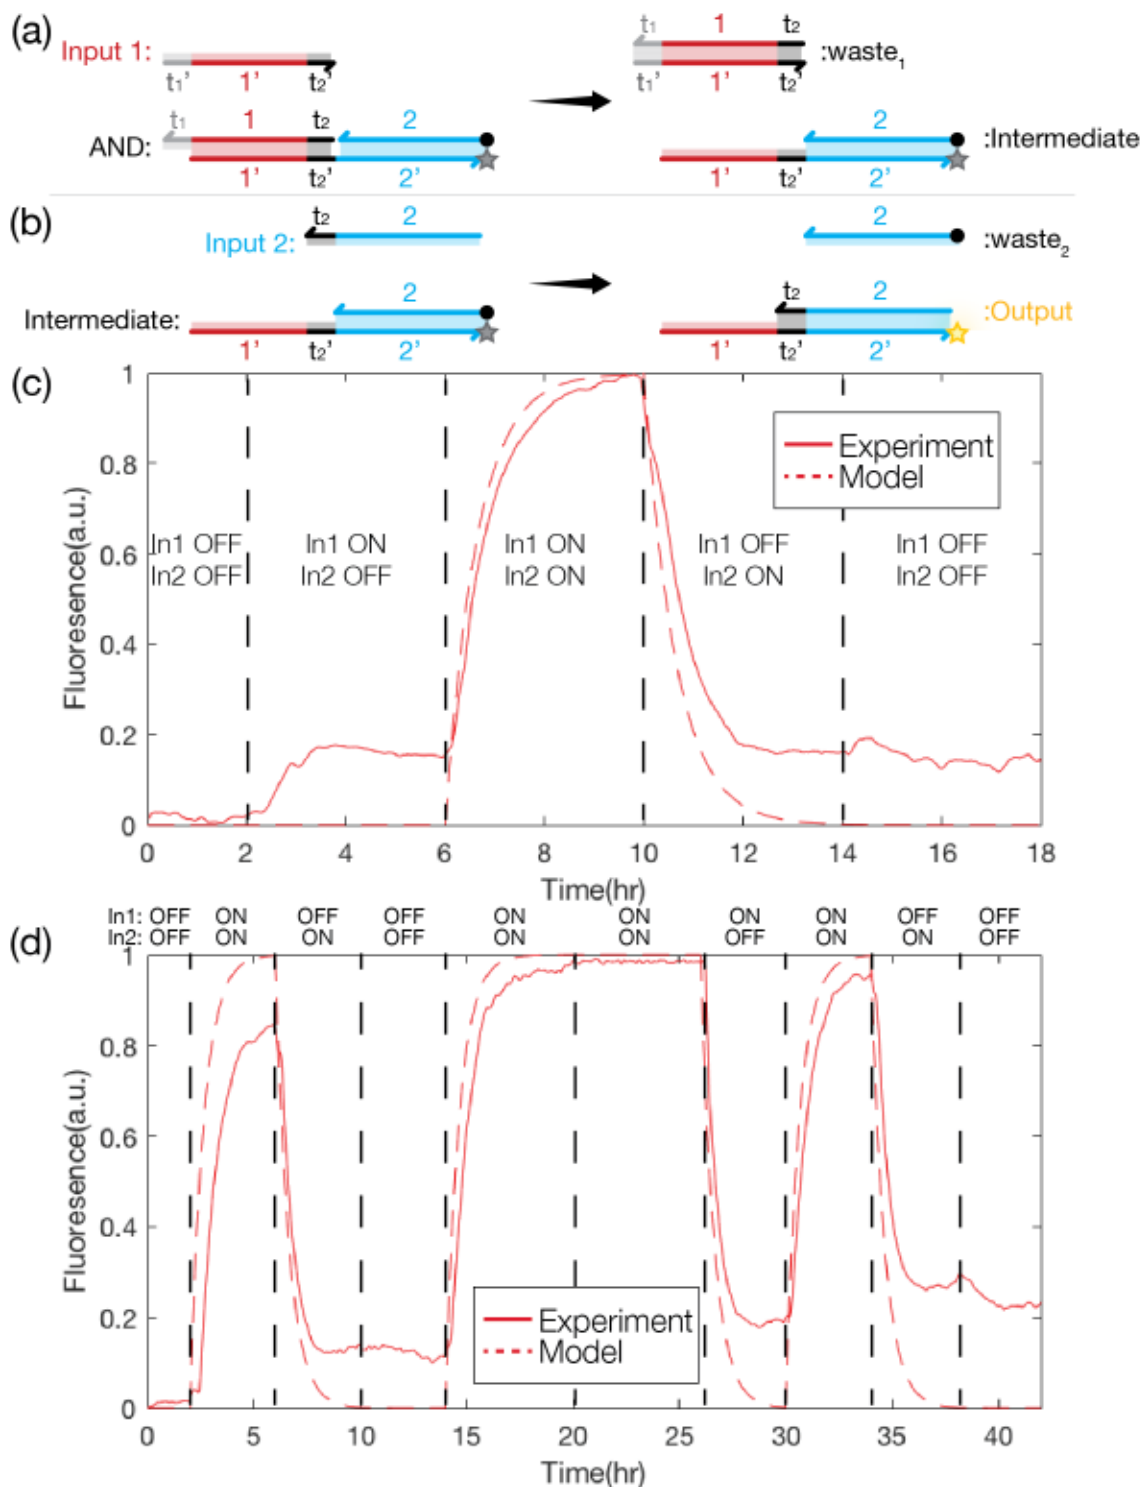 (a)
Input 1:
t1' 1' t2'
t1 1 t2
t1' 1' t2'
:waste1
AND:
t1 1 t2 2
1' t2' 2'
2
1' t2' 2'
:Intermediate
(b)
Input 2:
t2 2
2
:waste2
Intermediate:
2
1' t2' 2'
t2 2
1' t2' 2'
:Output
(c)
Fluoresence(a.u.)
1
0.8
0.6
0.4
0.2
0
In1 OFF
In2 OFF
In1 ON
In2 OFF
In1 ON
In2 ON
In1 OFF
In2 ON
In1 OFF
In2 OFF
Experiment
Model
0 2 4 6 8 10 12 14 16 18
Time(hr)
(d)
In1: OFF ON OFF OFF ON ON ON ON OFF OFF
In2: OFF ON ON OFF ON ON OFF ON ON OFF
Fluoresence(a.u.)
1
0.8
0.6
0.4
0.2
0
Experiment
Model
0 5 10 15 20 25 30 35 40
Time(hr)